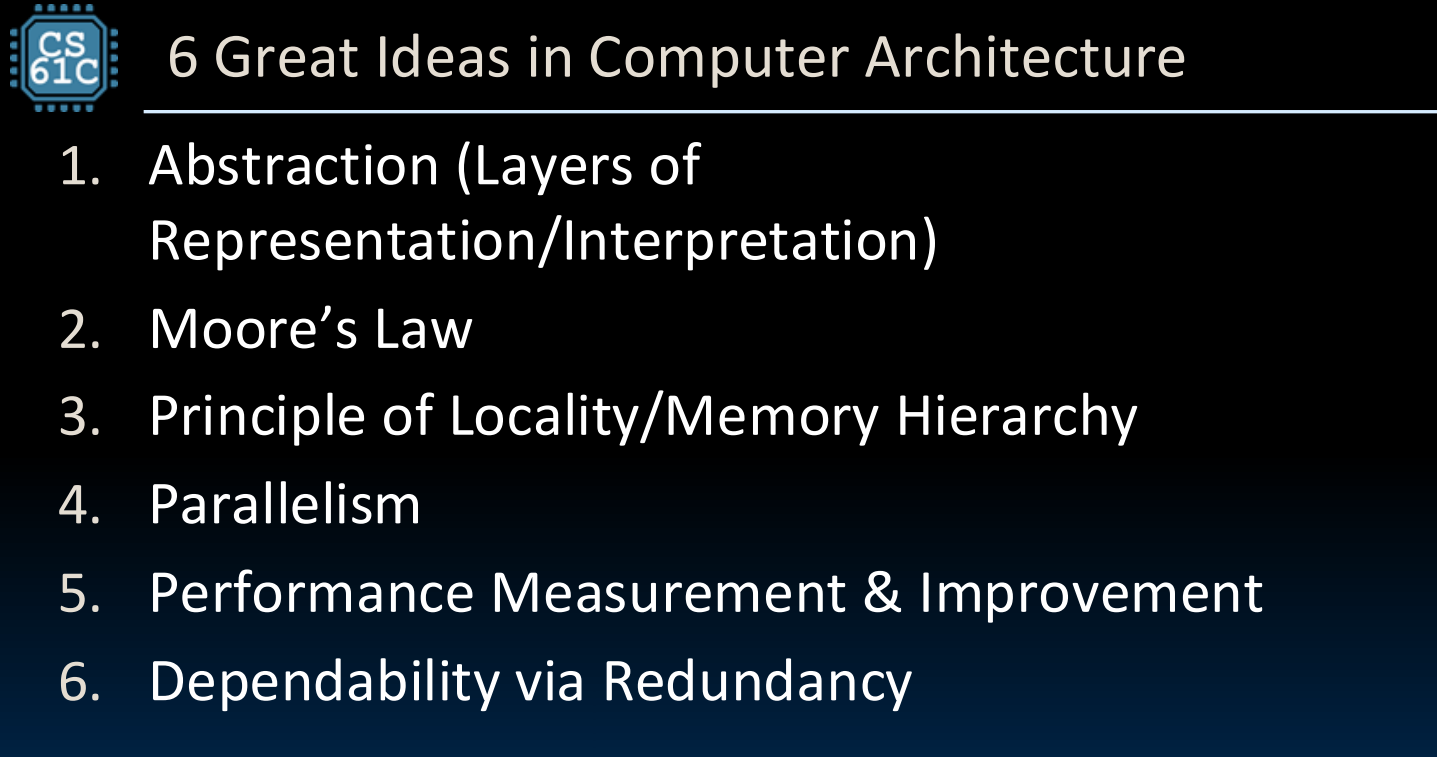 CS
61C
6 Great Ideas in Computer Architecture
1. Abstraction (Layers of
Representation/Interpretation)
2. Moore’s Law
3. Principle of Locality/Memory Hierarchy
4. Parallelism
5. Performance Measurement & Improvement
6. Dependability via Redundancy